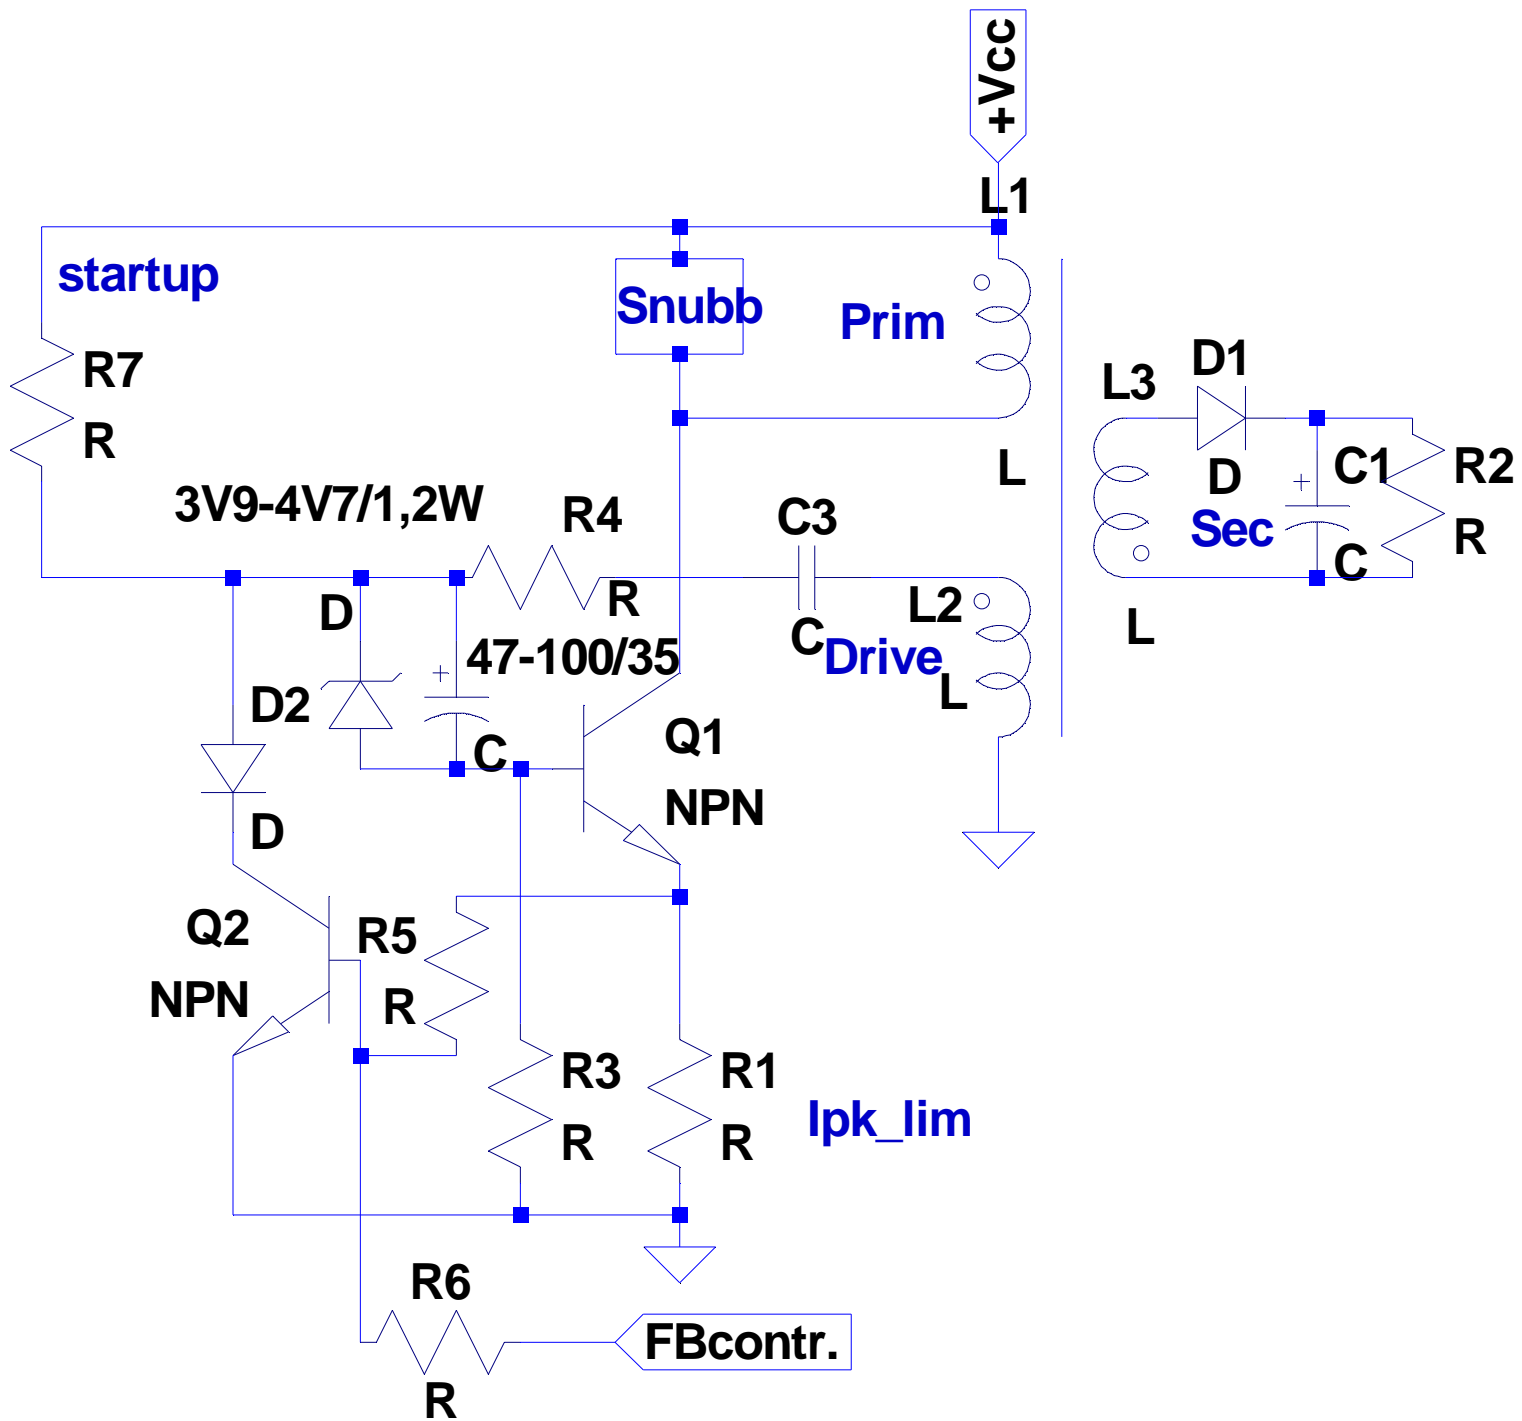 +Vcc
L1
startup
Snubb
Prim
R7
R
L3
D1
D
Sec
C1
C
R2
R
L
L
3V9-4V7/1,2W
R4
R
C3
C
L2
Drive
L
D
47-100/35
D2
C
Q1
NPN
D
Q2
NPN
R5
R
R3
R
R1
R
Ipk_lim
R6
R
FBcontr.